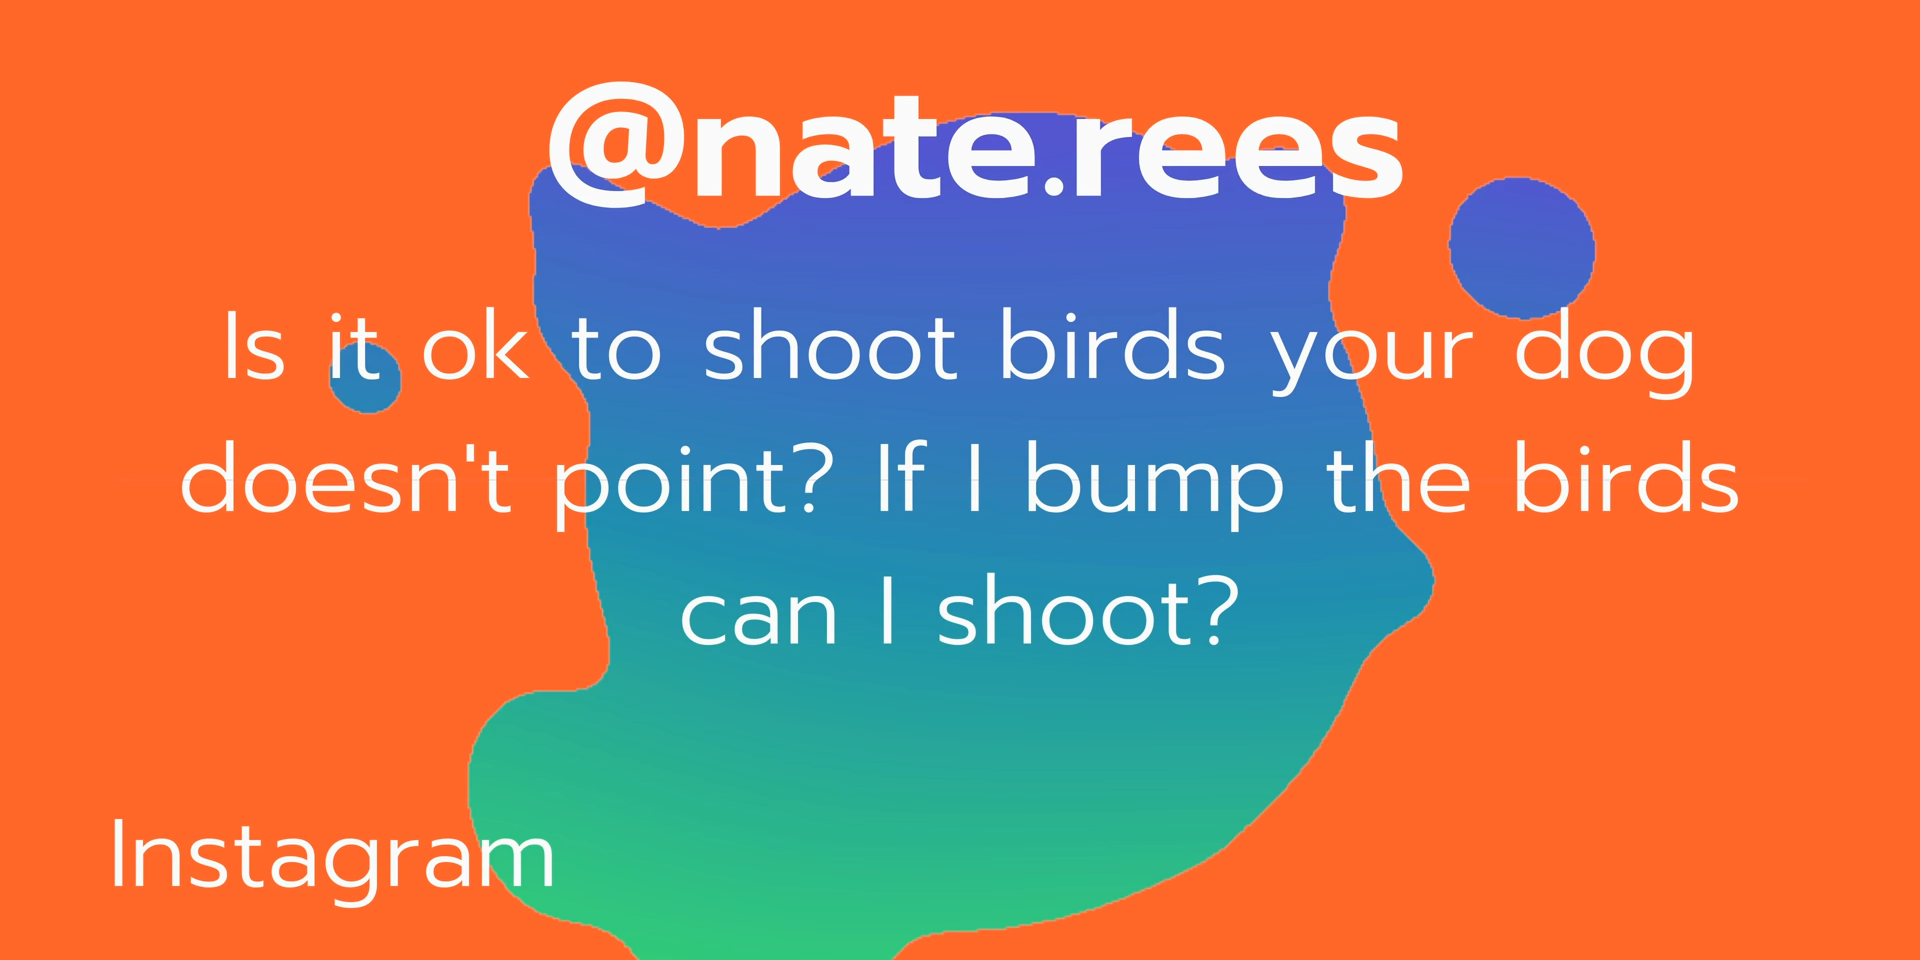 @nate.rees
Is it ok to shoot birds your dog
doesn't point? If I bump the birds
can I shoot?
Instagram